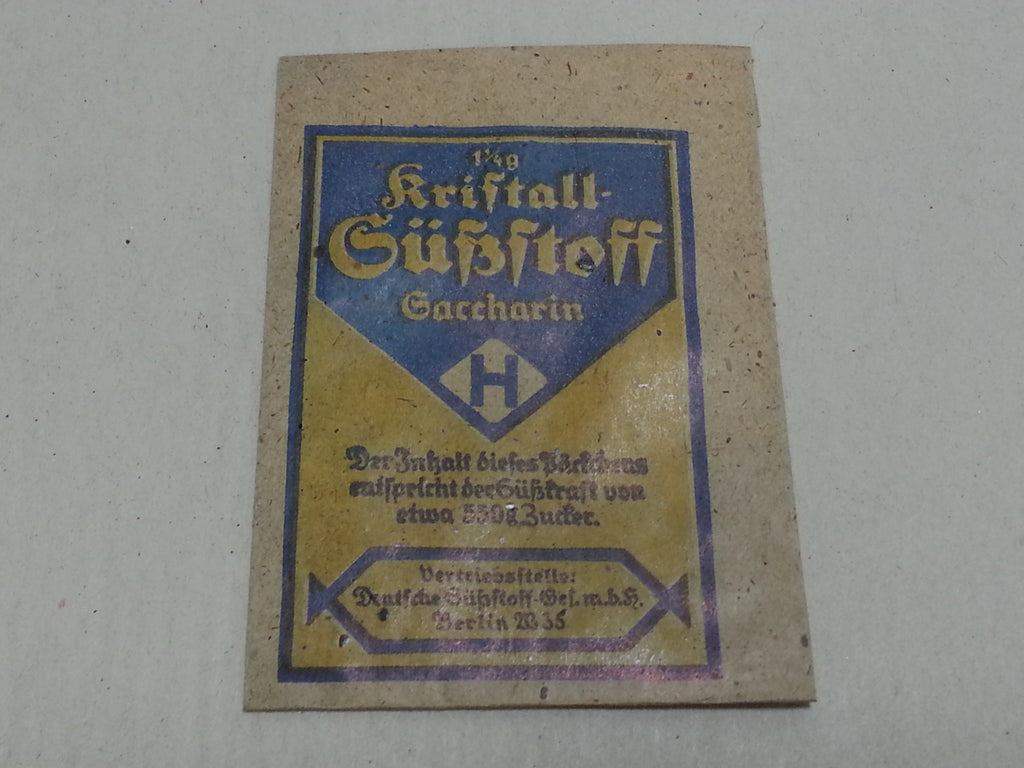 1¼g
Kristall-
Süßstoff
Saccharin
H
Der Inhalt dieses Päckchens
entspricht der Süßkraft von
etwa 550g Zucker.
Vertriebsstelle:
Deutsche Süßstoff-Ges. m.b.H.
Berlin W 35